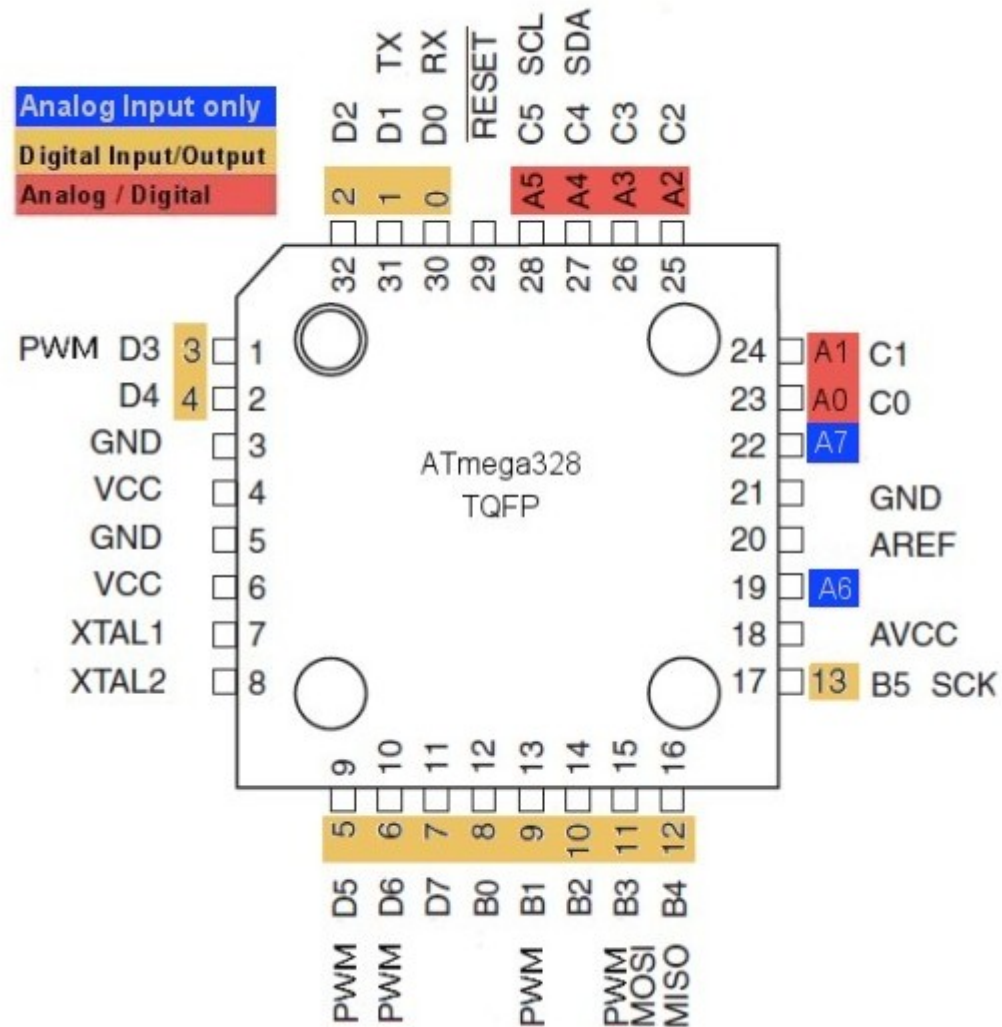 Analog Input only
Digital Input/Output
Analog / Digital
D2
D1 TX
D0 RX
RESET
C5 SCL
C4 SDA
C3
C2
2
1
0
A5
A4
A3
A2
32
31
30
29
28
27
26
25
PWM D3 3 1
D4 4 2
GND 3
VCC 4
GND 5
VCC 6
XTAL1 7
XTAL2 8
ATmega328
TQFP
24 A1 C1
23 A0 C0
22 A7
21 GND
20 AREF
19 A6
18 AVCC
17 13 B5 SCK
9
10
11
12
13
14
15
16
5
6
7
8
9
10
11
12
PWM D5
PWM D6
D7
B0
PWM B1
B2
PWM B3
MOSI
MISO B4